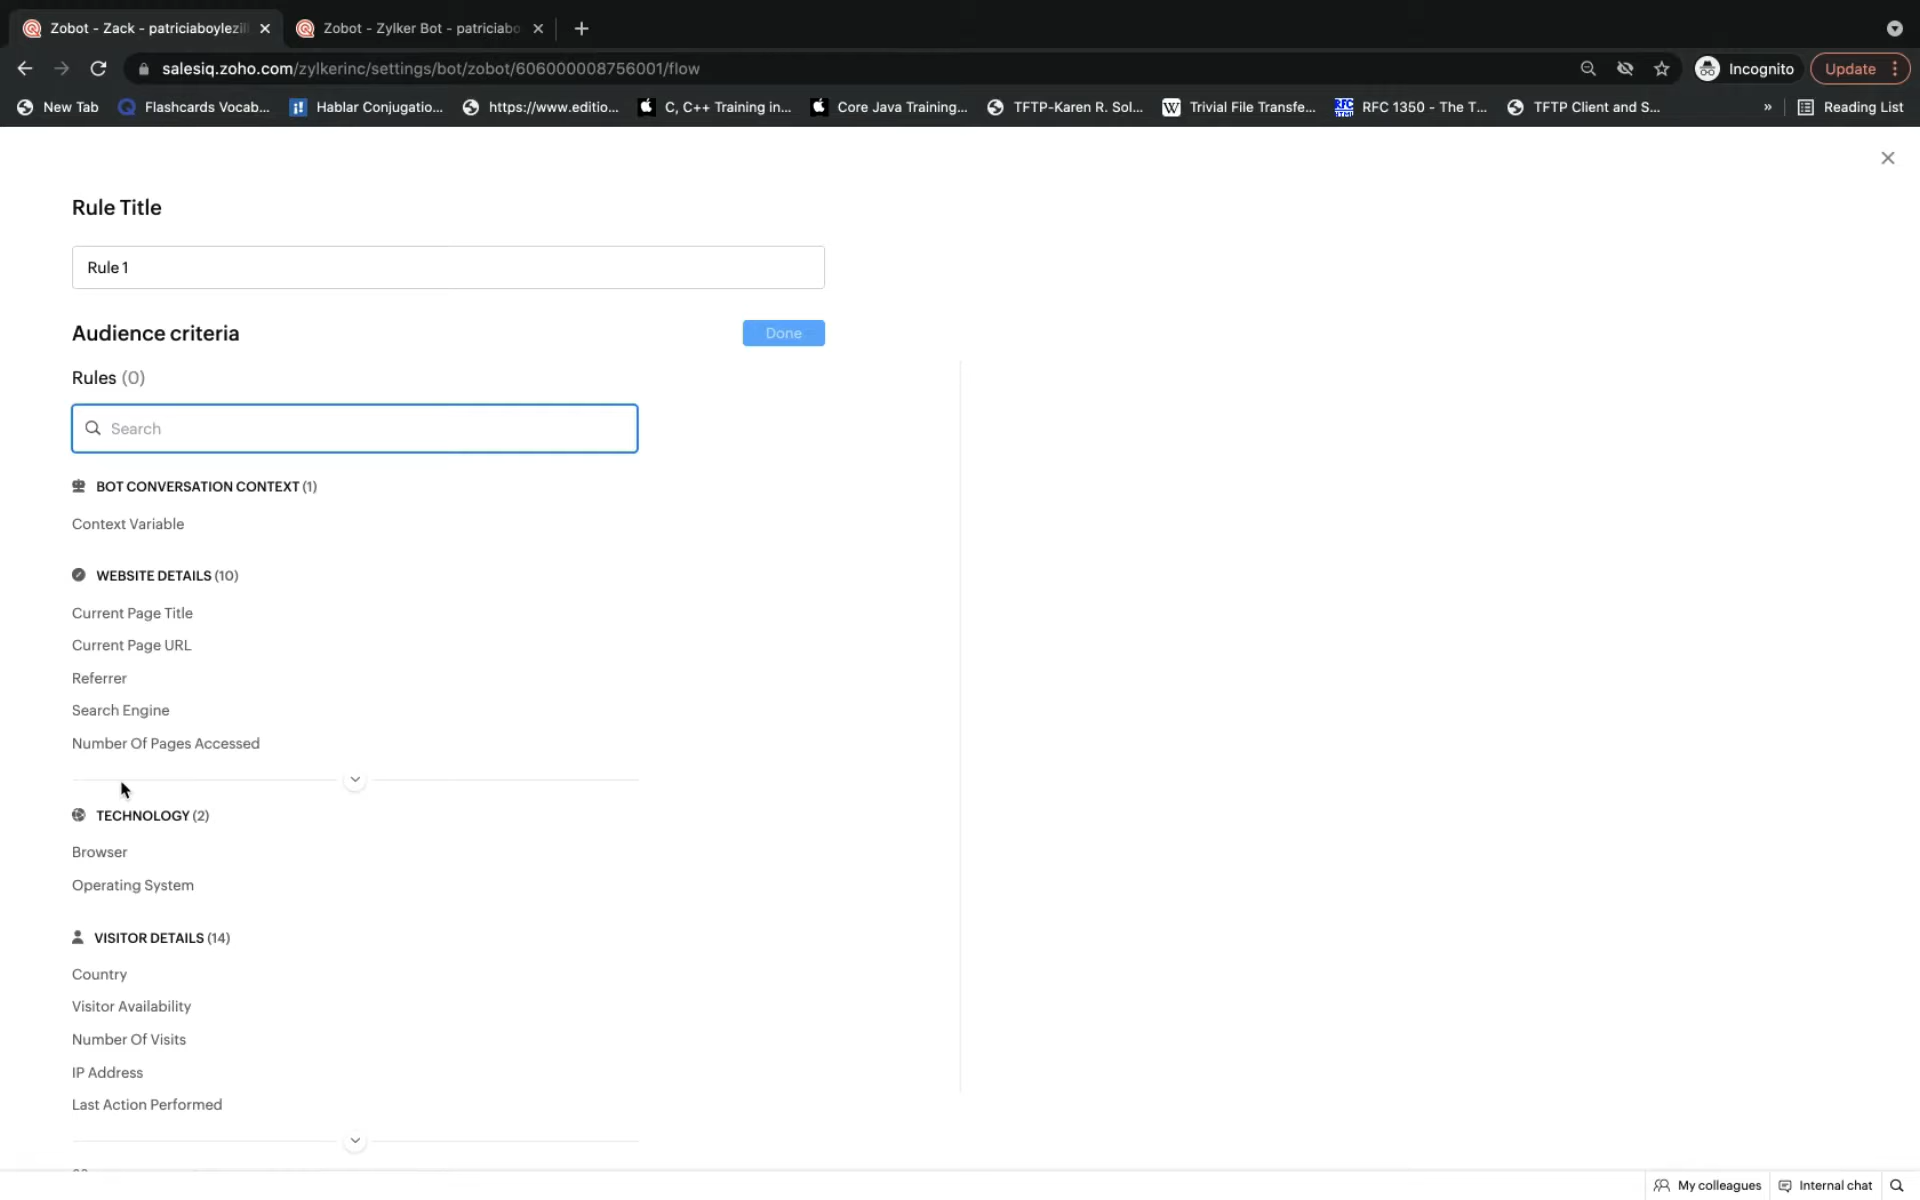 Zobot - Zack - patriciaboylezill
Zobot - Zylker Bot - patriciabo
salesiq.zoho.com/zylkerinc/settings/bot/zobot/606000008756001/flow
Incognito
Update
New Tab
Flashcards Vocab...
Hablar Conjugatio...
https://www.editio...
C, C++ Training in...
Core Java Training...
TFTP-Karen R. Sol...
Trivial File Transfe...
RFC 1350 - The T...
TFTP Client and S...
»
Reading List
Rule Title
Rule 1
Audience criteria
Done
Rules (0)
Search
BOT CONVERSATION CONTEXT (1)
Context Variable
WEBSITE DETAILS (10)
Current Page Title
Current Page URL
Referrer
Search Engine
Number Of Pages Accessed
TECHNOLOGY (2)
Browser
Operating System
VISITOR DETAILS (14)
Country
Visitor Availability
Number Of Visits
IP Address
Last Action Performed
My colleagues
Internal chat